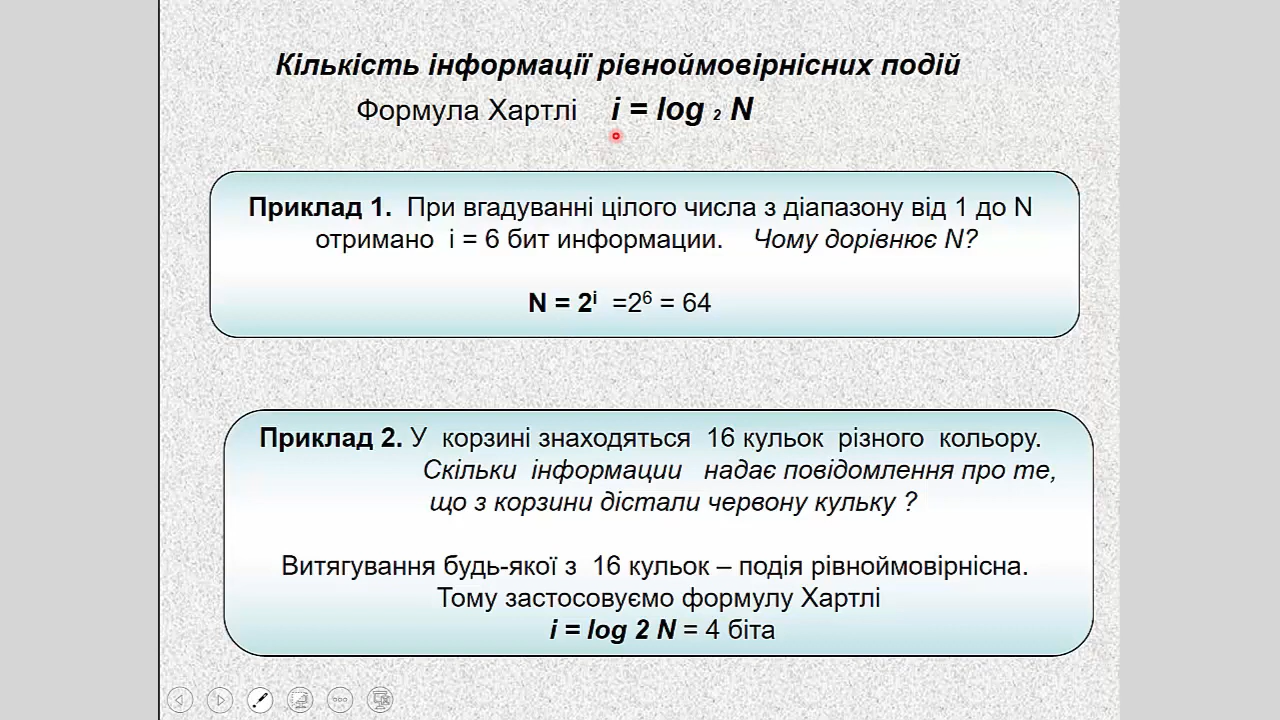 Кількість інформації рівноймовірнісних подій
Формула Хартлі i = log 2 N
Приклад 1. При вгадуванні цілого числа з діапазону від 1 до N
отримано і = 6 бит информации. Чому дорівнює N?
N = 2ⁱ =2⁶ = 64
Приклад 2. У корзині знаходяться 16 кульок різного кольору.
Скільки інформации надає повідомлення про те,
що з корзини дістали червону кульку ?
Витягування будь-якої з 16 кульок – подія рівноймовірнісна.
Тому застосовуємо формулу Хартлі
i = log 2 N = 4 біта